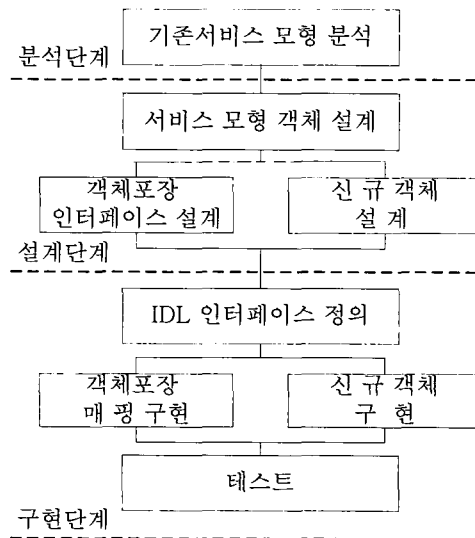 기존서비스 모형 분석
분석단계
서비스 모형 객체 설계
객체포장
인터페이스 설계
신 규 객체
설 계
설계단계
IDL 인터페이스 정의
객체포장
매 핑 구현
신 규 객체
구 현
테스트
구현단계